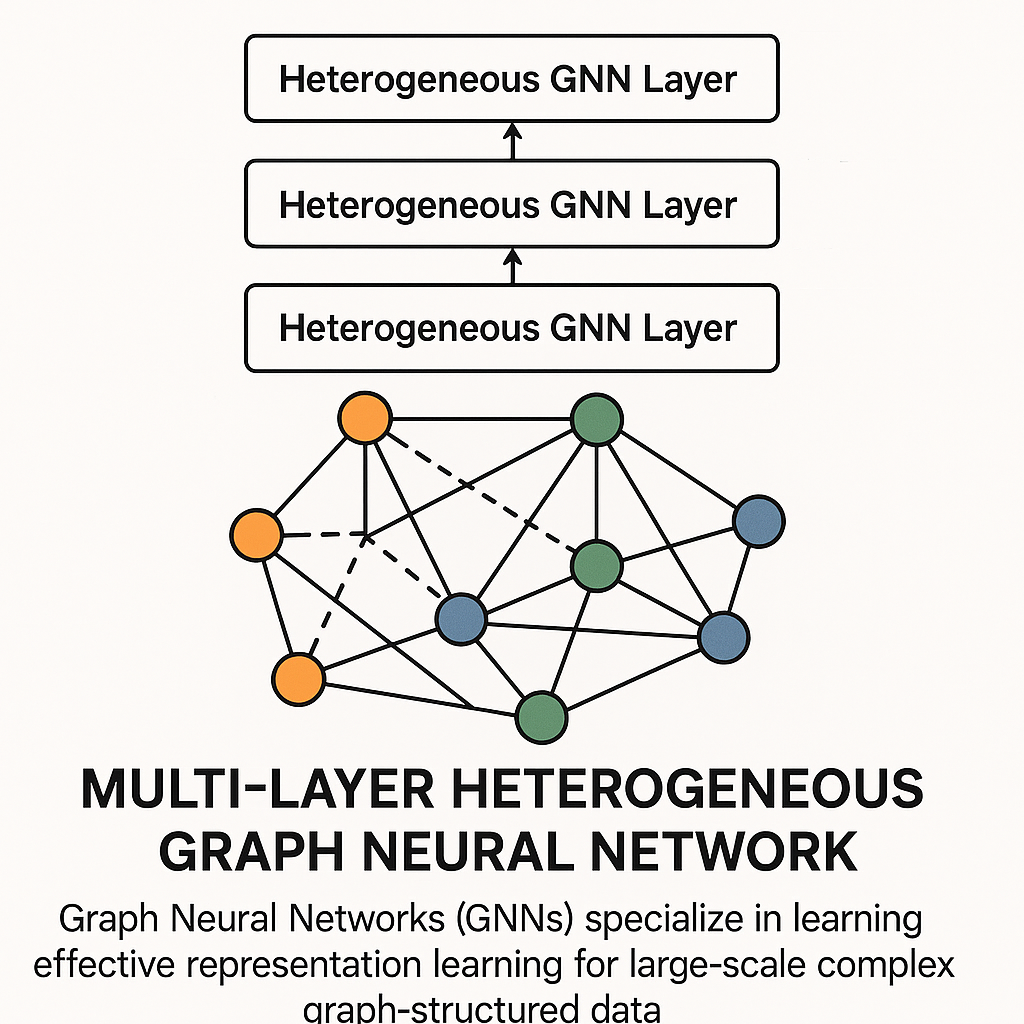 Heterogeneous GNN Layer
Heterogeneous GNN Layer
Heterogeneous GNN Layer
MULTI-LAYER HETEROGENEOUS
GRAPH NEURAL NETWORK
Graph Neural Networks (GNNs) specialize in learning
effective representation learning for large-scale complex
graph-structured data